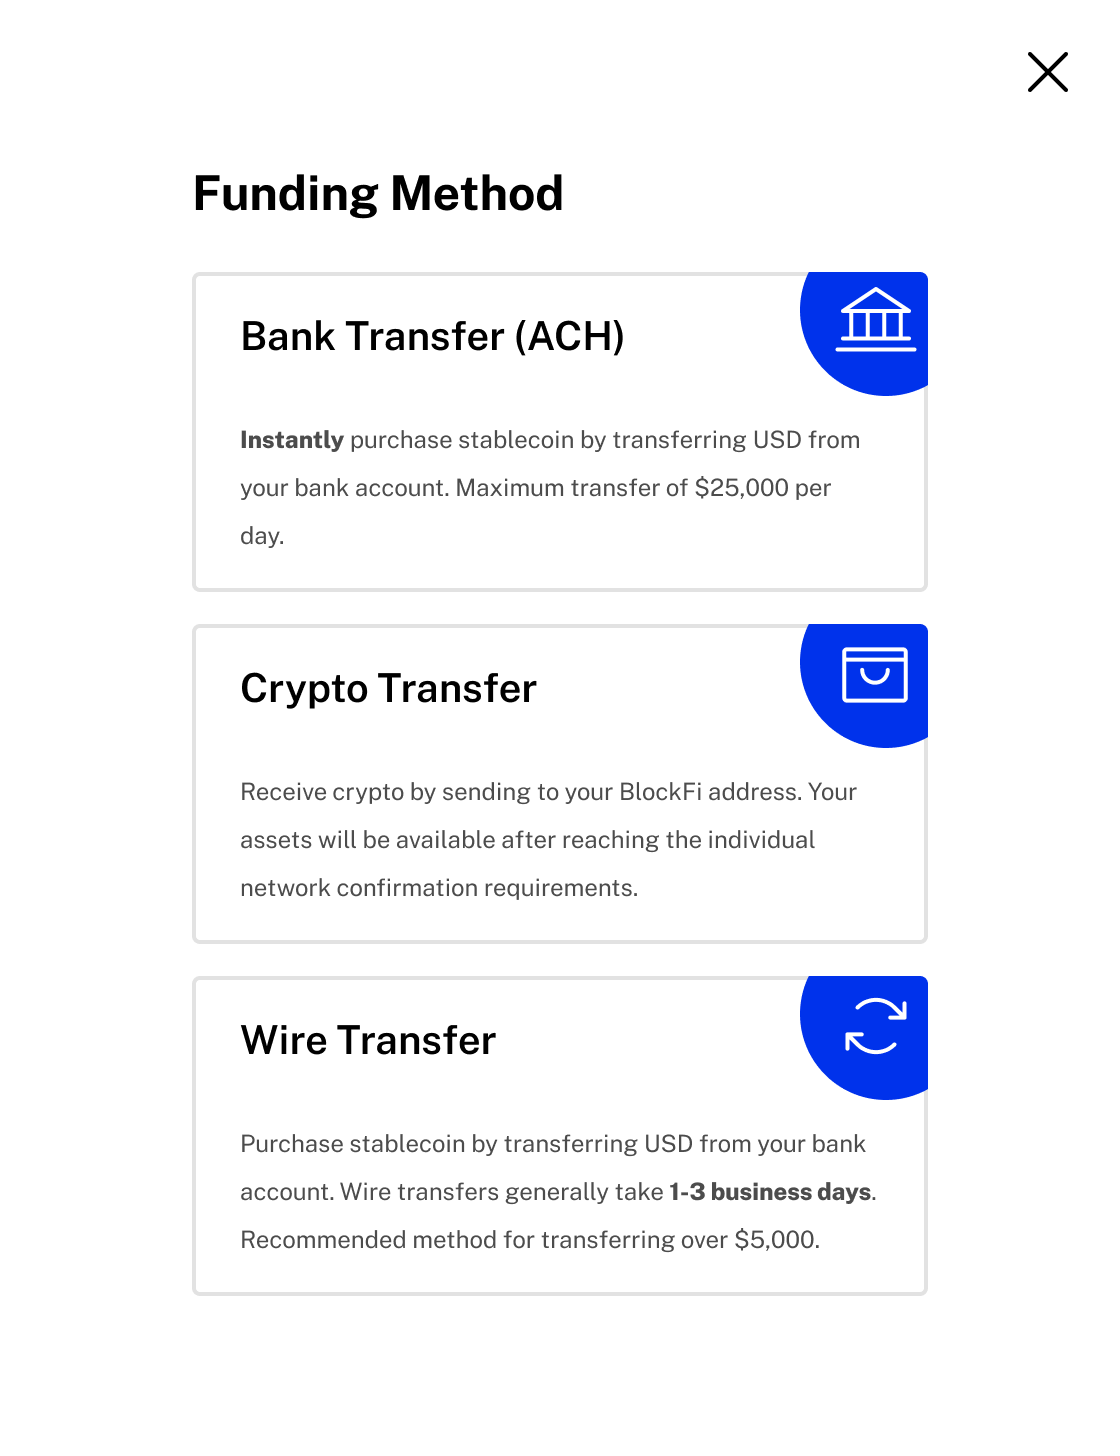 Funding Method
Bank Transfer (ACH)
Instantly purchase stablecoin by transferring USD from
your bank account. Maximum transfer of $25,000 per
day.
Crypto Transfer
Receive crypto by sending to your BlockFi address. Your
assets will be available after reaching the individual
network confirmation requirements.
Wire Transfer
Purchase stablecoin by transferring USD from your bank
account. Wire transfers generally take 1-3 business days.
Recommended method for transferring over $5,000.